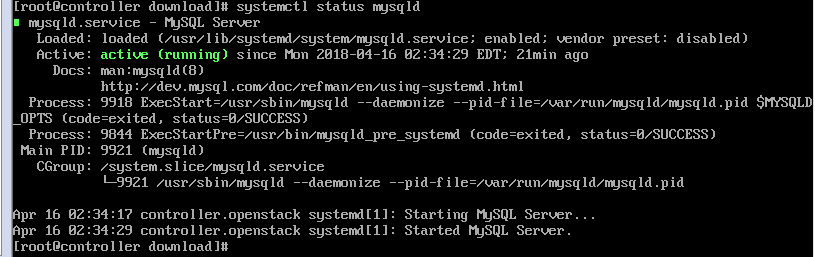 [root@controller download]# systemctl status mysqld
mysqld.service - MySQL Server
Loaded: loaded (/usr/lib/systemd/system/mysqld.service; enabled; vendor preset: disabled)
Active: active (running) since Mon 2018-04-16 02:34:29 EDT; 21min ago
Docs: man:mysqld(8)
http://dev.mysql.com/doc/refman/en/using-systemd.html
Process: 9918 ExecStart=/usr/sbin/mysqld --daemonize --pid-file=/var/run/mysqld/mysqld.pid $MYSQLD
_OPTS (code=exited, status=0/SUCCESS)
Process: 9844 ExecStartPre=/usr/bin/mysqld_pre_systemd (code=exited, status=0/SUCCESS)
Main PID: 9921 (mysqld)
CGroup: /system.slice/mysqld.service
└─9921 /usr/sbin/mysqld --daemonize --pid-file=/var/run/mysqld/mysqld.pid
Apr 16 02:34:17 controller.openstack systemd[1]: Starting MySQL Server...
Apr 16 02:34:29 controller.openstack systemd[1]: Started MySQL Server.
[root@controller download]#